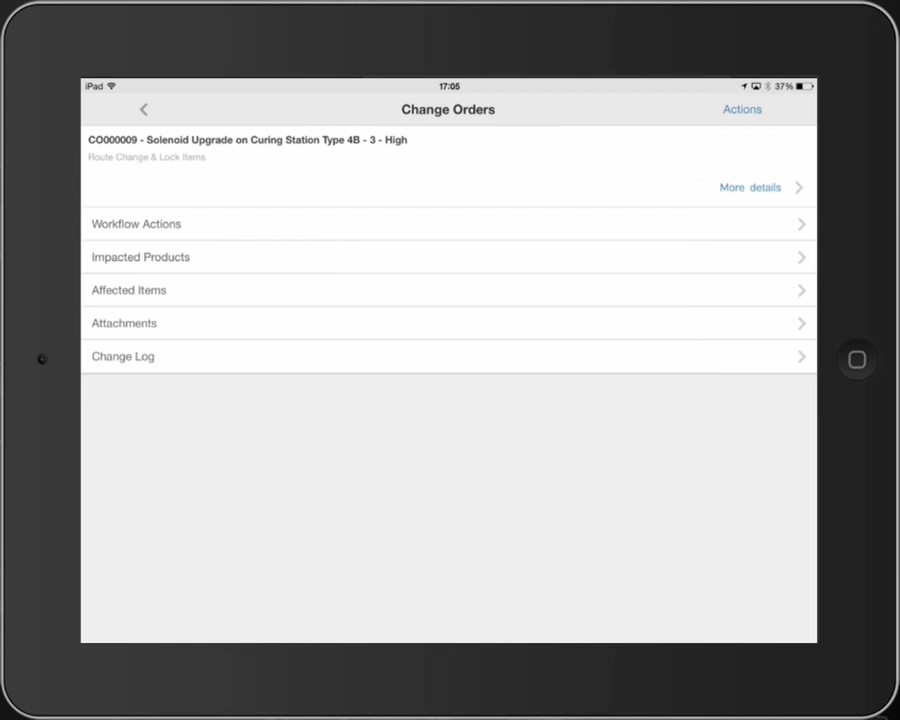 iPad 17:05 37%
Change Orders Actions
CO000009 - Solenoid Upgrade on Curing Station Type 4B - 3 - High
Route Change & Lock Items
More details
Workflow Actions
Impacted Products
Affected Items
Attachments
Change Log